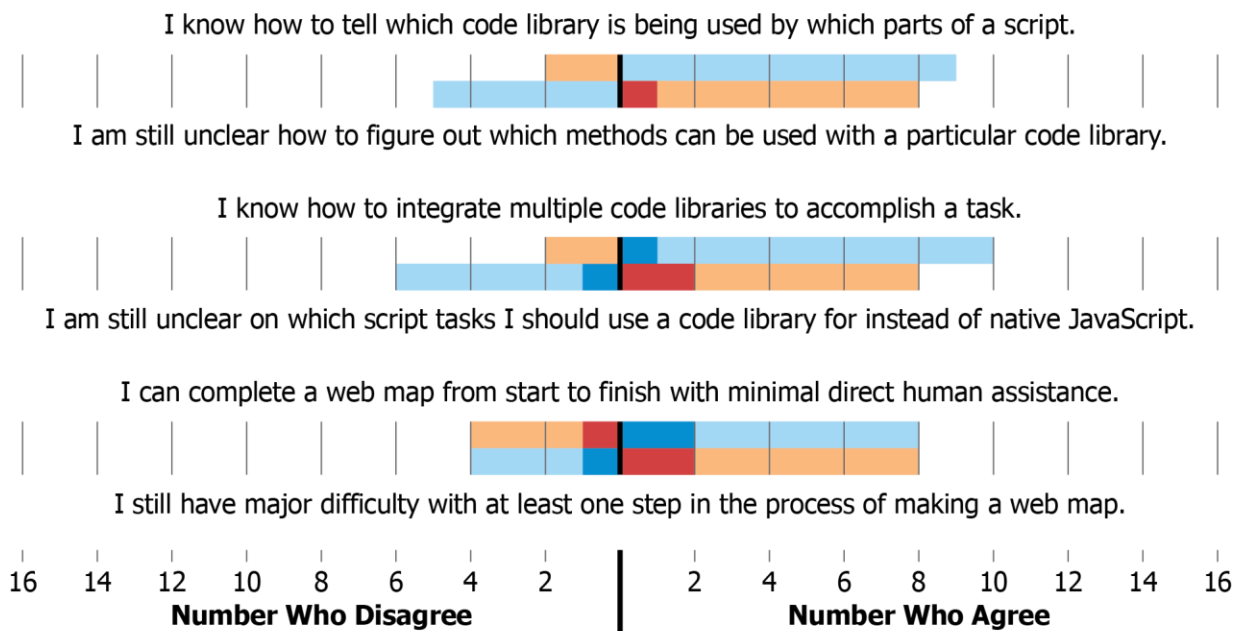 I know how to tell which code library is being used by which parts of a script.
I am still unclear how to figure out which methods can be used with a particular code library.
I know how to integrate multiple code libraries to accomplish a task.
I am still unclear on which script tasks I should use a code library for instead of native JavaScript.
I can complete a web map from start to finish with minimal direct human assistance.
I still have major difficulty with at least one step in the process of making a web map.
16 14 12 10 8 6 4 2 2 4 6 8 10 12 14 16
Number Who Disagree Number Who Agree